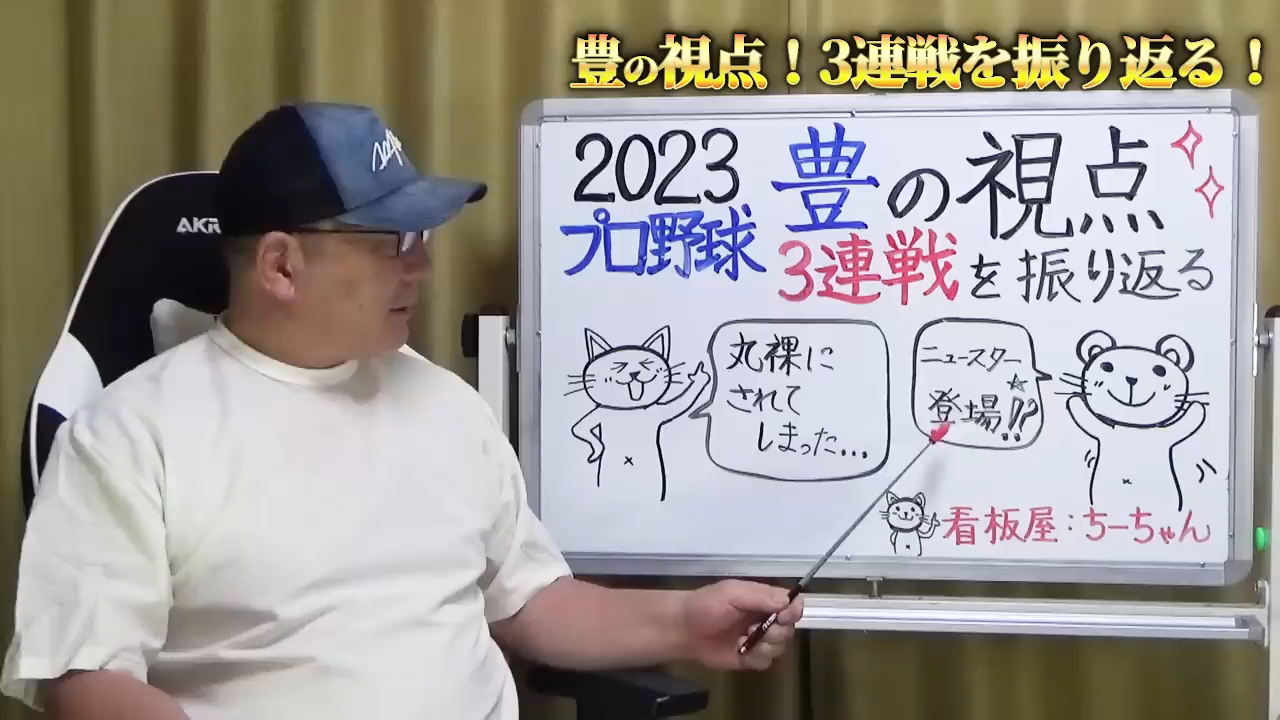 豊の視点！3連戦を振り返る！
2023 豊の視点
プロ野球 3連戦を振り返る
丸裸に
されて
しまった...
ニュースター
登場!!?
看板屋：ちーちゃん
AKR